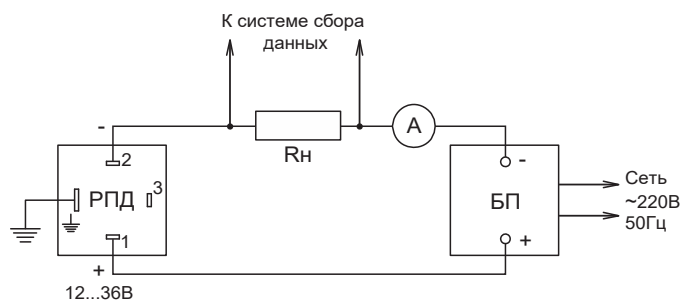 К системе сбора
данных
A
Rн
-
2
РПД
3
1
+
12...36В
-
БП
+
Сеть
~220В
50Гц